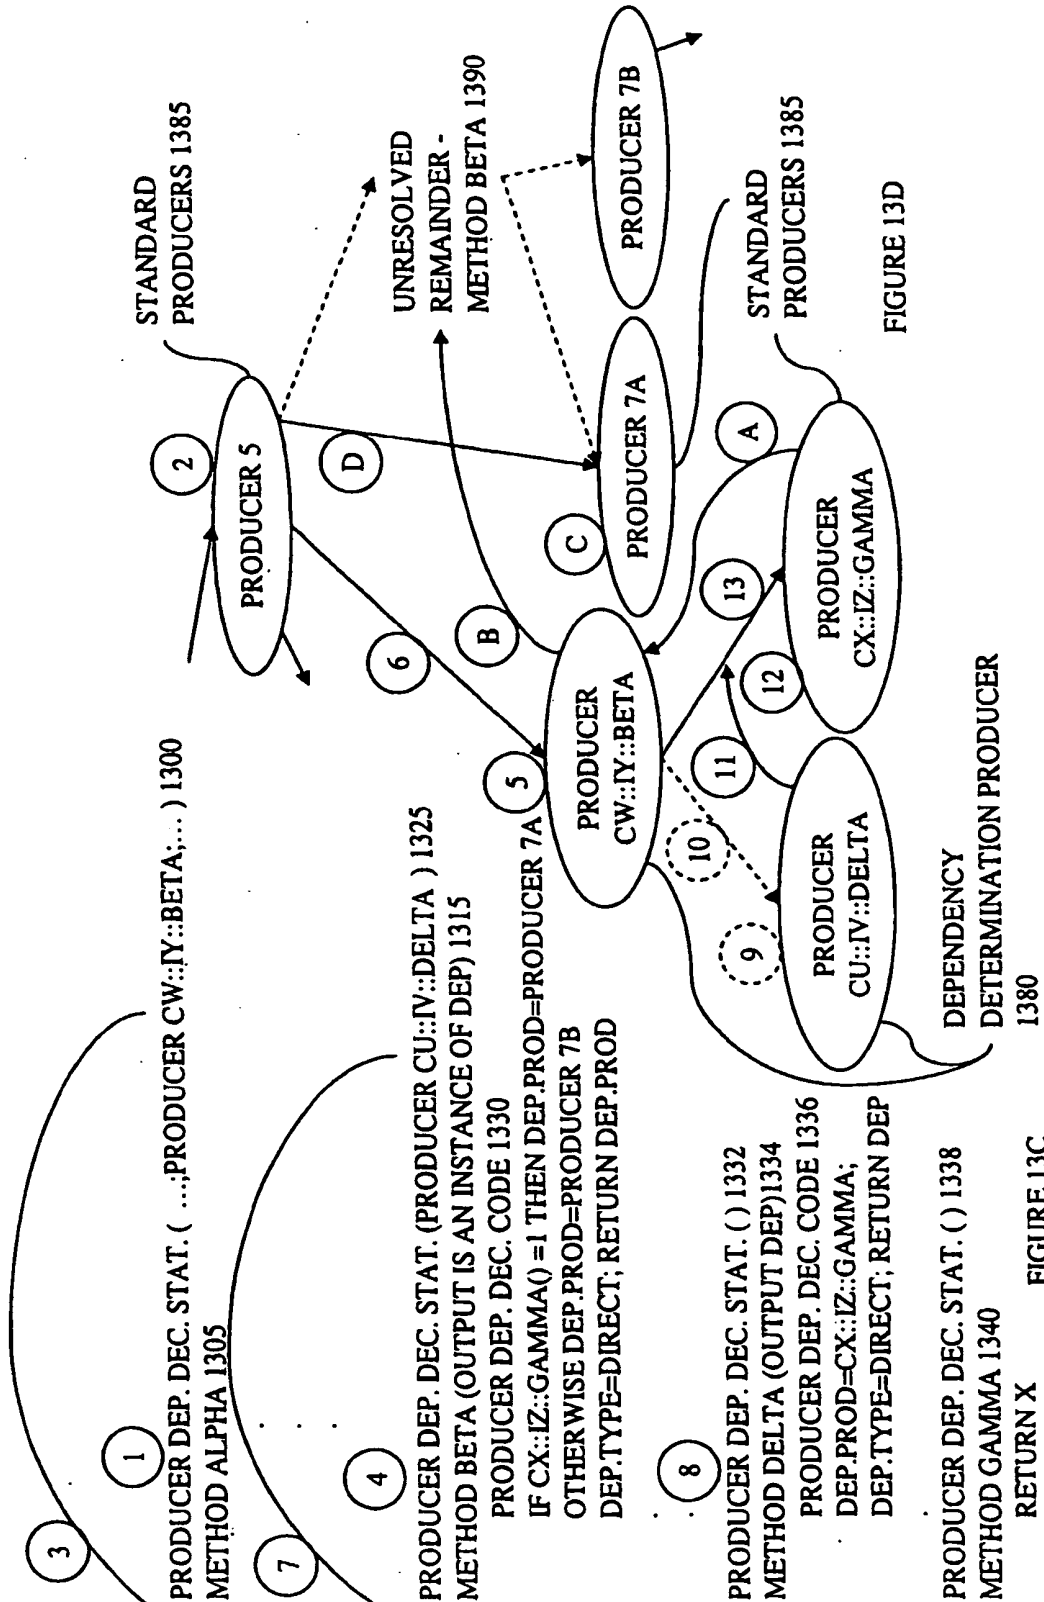 3
1
PRODUCER DEP. DEC. STAT. ( ...;PRODUCER CW::IY::BETA;... ) 1300
METHOD ALPHA 1305
7
4
PRODUCER DEP. DEC. STAT. (PRODUCER CU::IV::DELTA ) 1325
METHOD BETA (OUTPUT IS AN INSTANCE OF DEP) 1315
PRODUCER DEP. DEC. CODE 1330
IF CX::IZ::GAMMA() =1 THEN DEP.PROD=PRODUCER 7A
OTHERWISE DEP.PROD=PRODUCER 7B
DEP.TYPE=DIRECT; RETURN DEP.PROD
8
PRODUCER DEP. DEC. STAT. ( ) 1332
METHOD DELTA (OUTPUT DEP)1334
PRODUCER DEP. DEC. CODE 1336
DEP.PROD=CX::IZ::GAMMA;
DEP.TYPE=DIRECT; RETURN DEP
PRODUCER DEP. DEC. STAT. ( ) 1338
METHOD GAMMA 1340
RETURN X
FIGURE 13C
STANDARD
PRODUCERS 1385
2
PRODUCER 5
D
6
UNRESOLVED
REMAINDER -
METHOD BETA 1390
B
5
PRODUCER
CW::IY::BETA
C
PRODUCER 7A
PRODUCER 7B
10
9
11
13
A
12
PRODUCER
CU::IV::DELTA
PRODUCER
CX::IZ::GAMMA
STANDARD
PRODUCERS 1385
DEPENDENCY
DETERMINATION PRODUCER
1380
FIGURE 13D